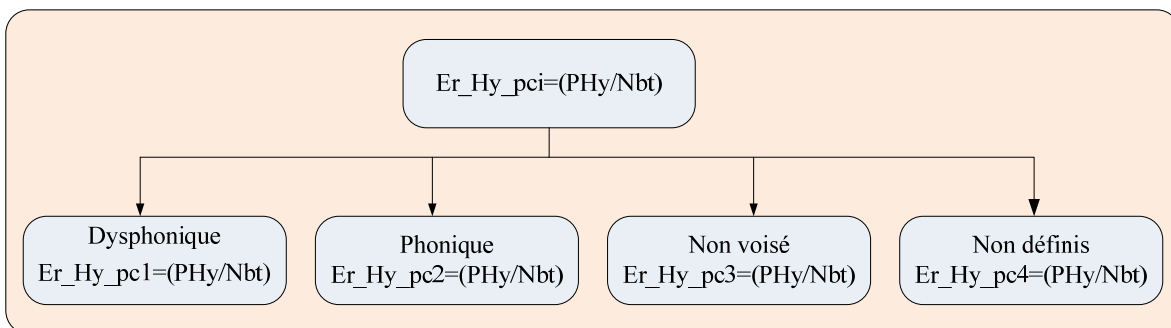 Er_Hy_pci=(PHy/Nbt)
Dysphonique
Er_Hy_pc1=(PHy/Nbt)
Phonique
Er_Hy_pc2=(PHy/Nbt)
Non voisé
Er_Hy_pc3=(PHy/Nbt)
Non définis
Er_Hy_pc4=(PHy/Nbt)